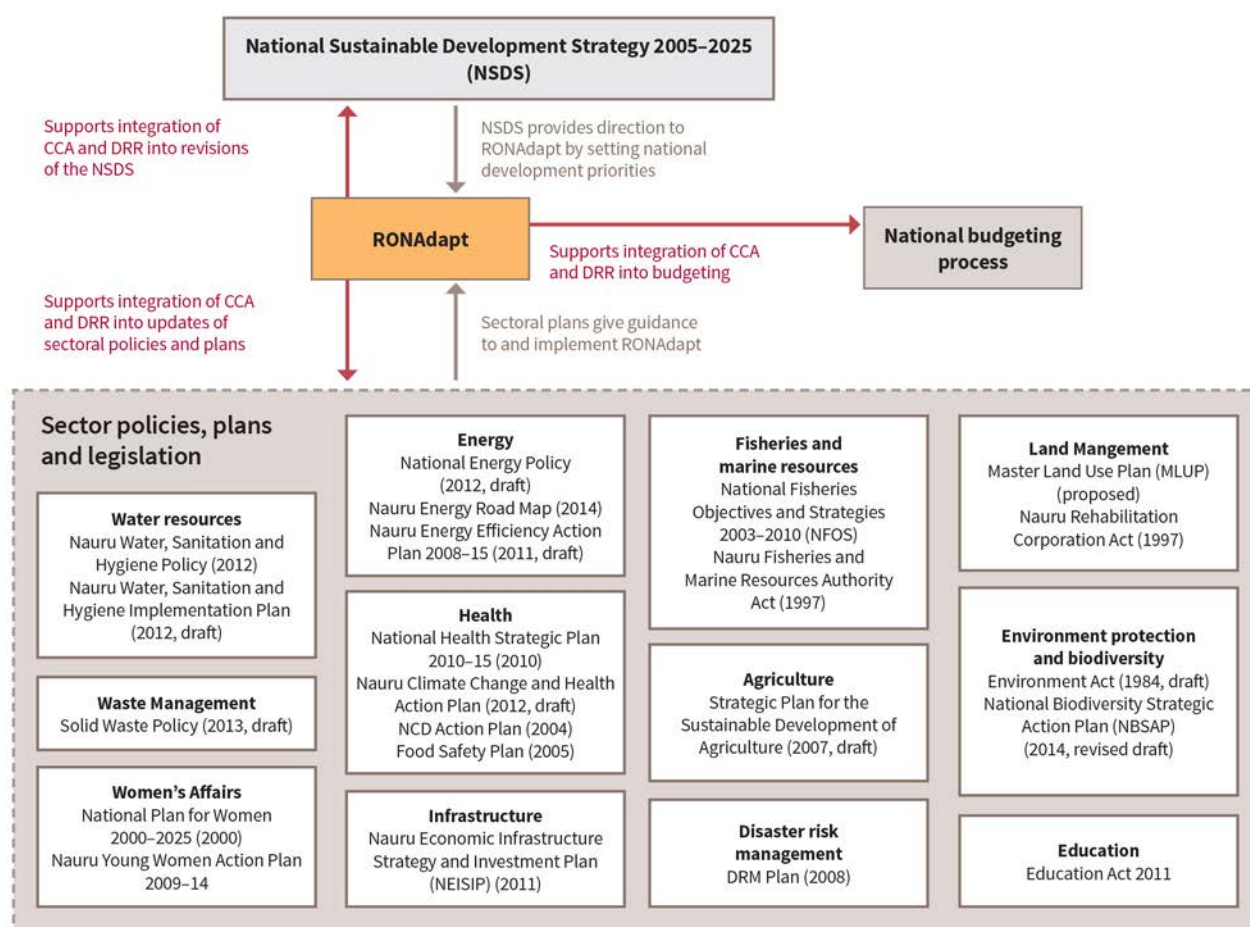 National Sustainable Development Strategy 2005–2025
(NSDS)
Supports integration of
CCA and DRR into revisions
of the NSDS
NSDS provides direction to
RONAdapt by setting national
development priorities
RONAdapt
Supports integration of CCA
and DRR into budgeting
National budgeting
process
Supports integration of CCA
and DRR into updates of
sectoral policies and plans
Sectoral plans give guidance
to and implement RONAdapt
Sector policies, plans
and legislation
Water resources
Nauru Water, Sanitation and
Hygiene Policy (2012)
Nauru Water, Sanitation and
Hygiene Implementation Plan
(2012, draft)
Waste Management
Solid Waste Policy (2013, draft)
Women’s Affairs
National Plan for Women
2000–2025 (2000)
Nauru Young Women Action Plan
2009–14
Energy
National Energy Policy
(2012, draft)
Nauru Energy Road Map (2014)
Nauru Energy Efficiency Action
Plan 2008–15 (2011, draft)
Health
National Health Strategic Plan
2010–15 (2010)
Nauru Climate Change and Health
Action Plan (2012, draft)
NCD Action Plan (2004)
Food Safety Plan (2005)
Infrastructure
Nauru Economic Infrastructure
Strategy and Investment Plan
(NEISIP) (2011)
Fisheries and
marine resources
National Fisheries
Objectives and Strategies
2003–2010 (NFOS)
Nauru Fisheries and
Marine Resources Authority
Act (1997)
Agriculture
Strategic Plan for the
Sustainable Development of
Agriculture (2007, draft)
Disaster risk
management
DRM Plan (2008)
Land Mangement
Master Land Use Plan (MLUP)
(proposed)
Nauru Rehabilitation
Corporation Act (1997)
Environment protection
and biodiversity
Environment Act (1984, draft)
National Biodiversity Strategic
Action Plan (NBSAP)
(2014, revised draft)
Education
Education Act 2011